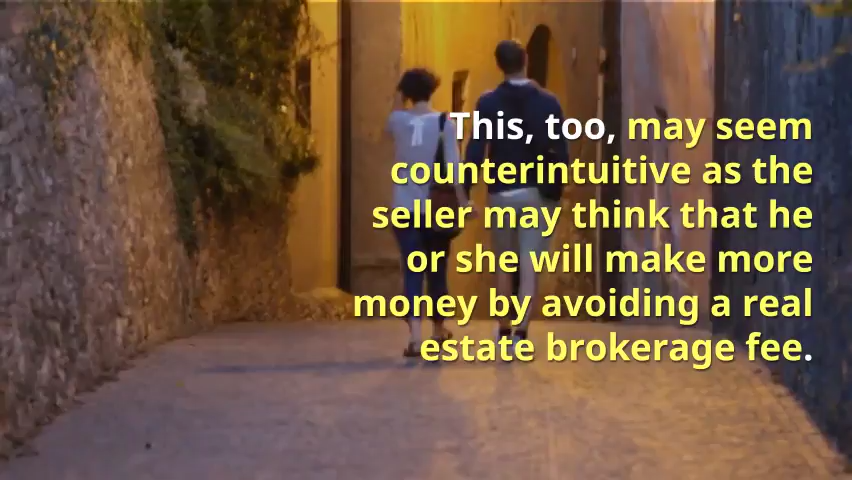 This, too, may seem
counterintuitive as the
seller may think that he
or she will make more
money by avoiding a real
estate brokerage fee.